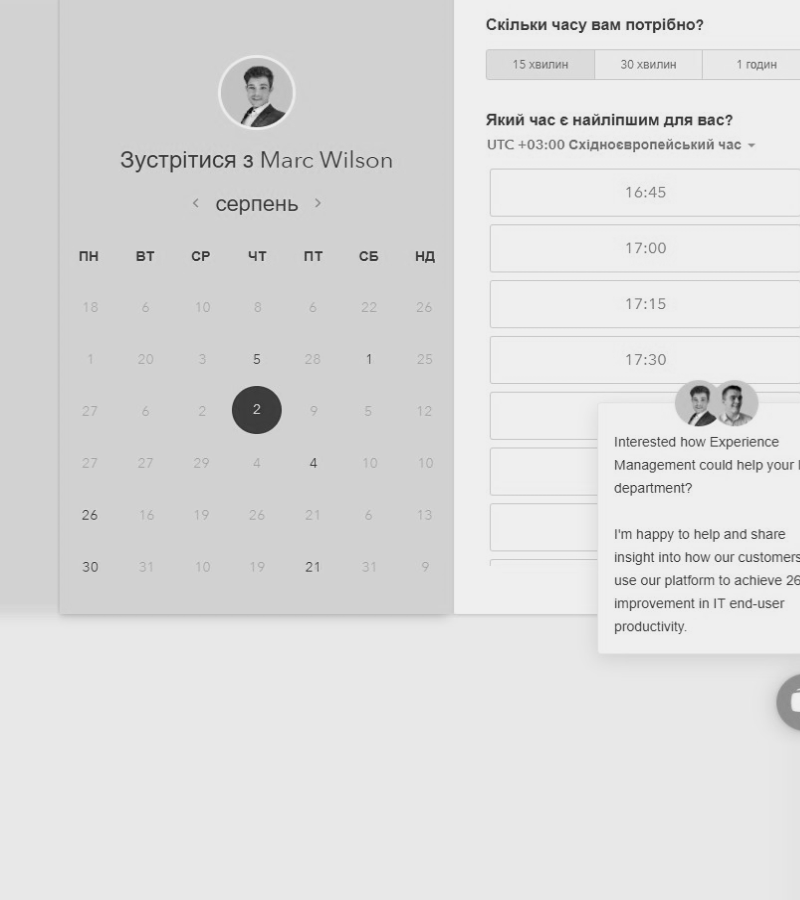 Зустрітися з Marc Wilson
серпень
ПН ВТ СР ЧТ ПТ СБ НД
18 6 10 8 6 22 26
1 20 3 5 28 1 25
27 6 2 2 9 5 12
27 27 29 4 4 10 10
26 16 19 26 21 6 13
30 31 10 19 21 31 9
Скільки часу вам потрібно?
15 хвилин 30 хвилин 1 годин
Який час є найліпшим для вас?
UTC +03:00 Східноєвропейський час
16:45
17:00
17:15
17:30
Interested how Experience
Management could help your
department?
I'm happy to help and share
insight into how our customers
use our platform to achieve 26
improvement in IT end-user
productivity.